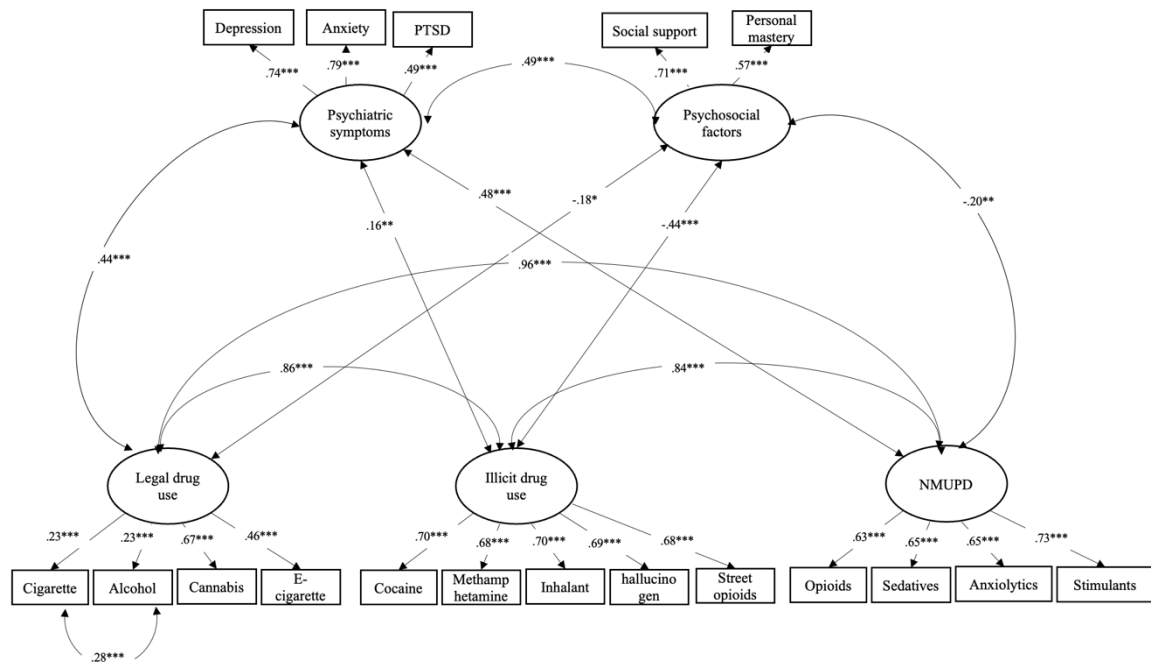 Depression
Anxiety
PTSD
Social support
Personal
mastery
.74***
.79***
.49***
.71***
.57***
.49***
Psychiatric
symptoms
Psychosocial
factors
.48***
-.18*
-.20**
.16**
-.44***
.44***
.96***
.86***
.84***
Legal drug
use
Illicit drug
use
NMUPD
.23***
.23***
.67***
.46***
.70***
.68***
.70***
.69***
.68***
.63***
.65***
.65***
.73***
Cigarette
Alcohol
Cannabis
E-
cigarette
Cocaine
Methamp
hetamine
Inhalant
hallucino
gen
Street
opioids
Opioids
Sedatives
Anxiolytics
Stimulants
.28***